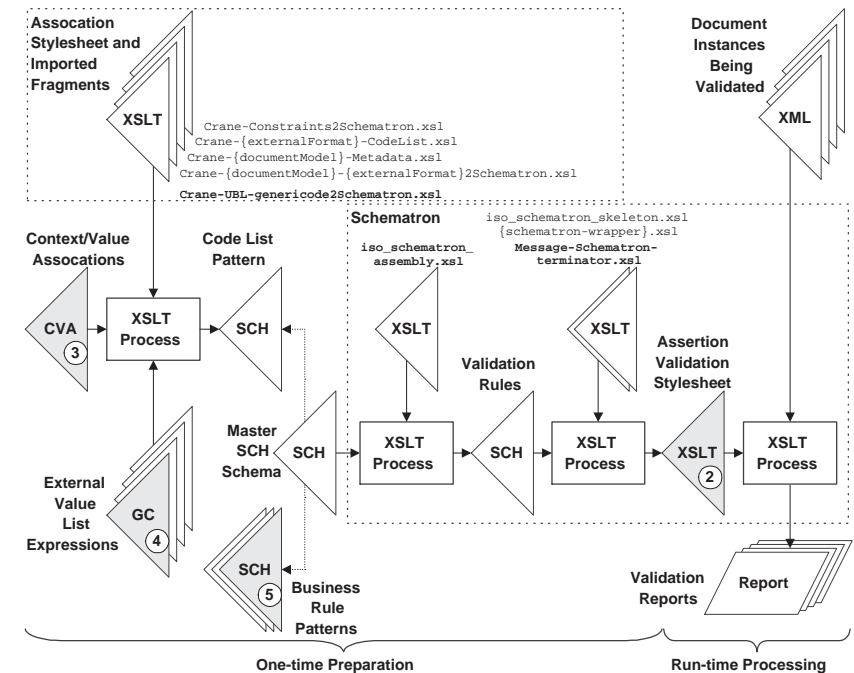 Assocation
Stylesheet and
Imported
Fragments
XSLT
Crane-Constraints2Schematron.xsl
Crane-{externalFormat}-CodeList.xsl
Crane-{documentModel}-Metadata.xsl
Crane-{documentModel}-{externalFormat}2Schematron.xsl
Crane-UBL-genericode2Schematron.xsl
Document
Instances
Being
Validated
XML
Schematron
iso_schematron_
assembly.xsl
iso_schematron_skeleton.xsl
{schematron-wrapper}.xsl
Message-Schematron-
terminator.xsl
Context/Value
Assocations
Code List
Pattern
CVA
3
XSLT
Process
SCH
XSLT
XSLT
Validation
Rules
Assertion
Validation
Stylesheet
Master
SCH
Schema
SCH
XSLT
Process
SCH
XSLT
Process
XSLT
2
XSLT
Process
External
Value
List
Expressions
GC
4
SCH
5
Business
Rule
Patterns
Validation
Reports
Report
One-time Preparation
Run-time Processing